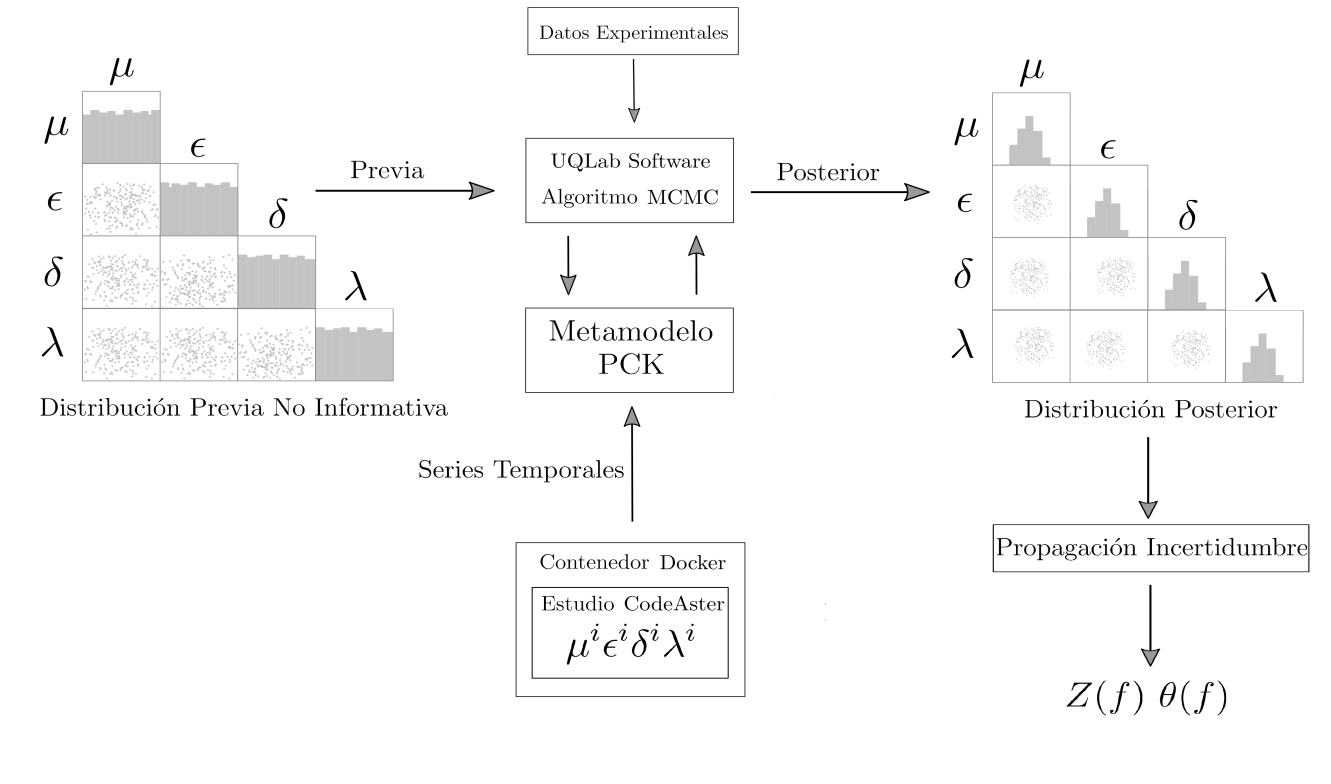 Datos Experimentales
μ
μ
ϵ
ϵ
δ
δ
λ
λ
Distribución Previa No Informativa
Previa
UQLab Software
Algoritmo MCMC
Posterior
Metamodelo
PCK
Series Temporales
Contenedor Docker
Estudio CodeAster
μ^i ϵ^i δ^i λ^i
μ
μ
ϵ
ϵ
δ
δ
λ
λ
Distribución Posterior
Propagación Incertidumbre
Z(f) θ(f)